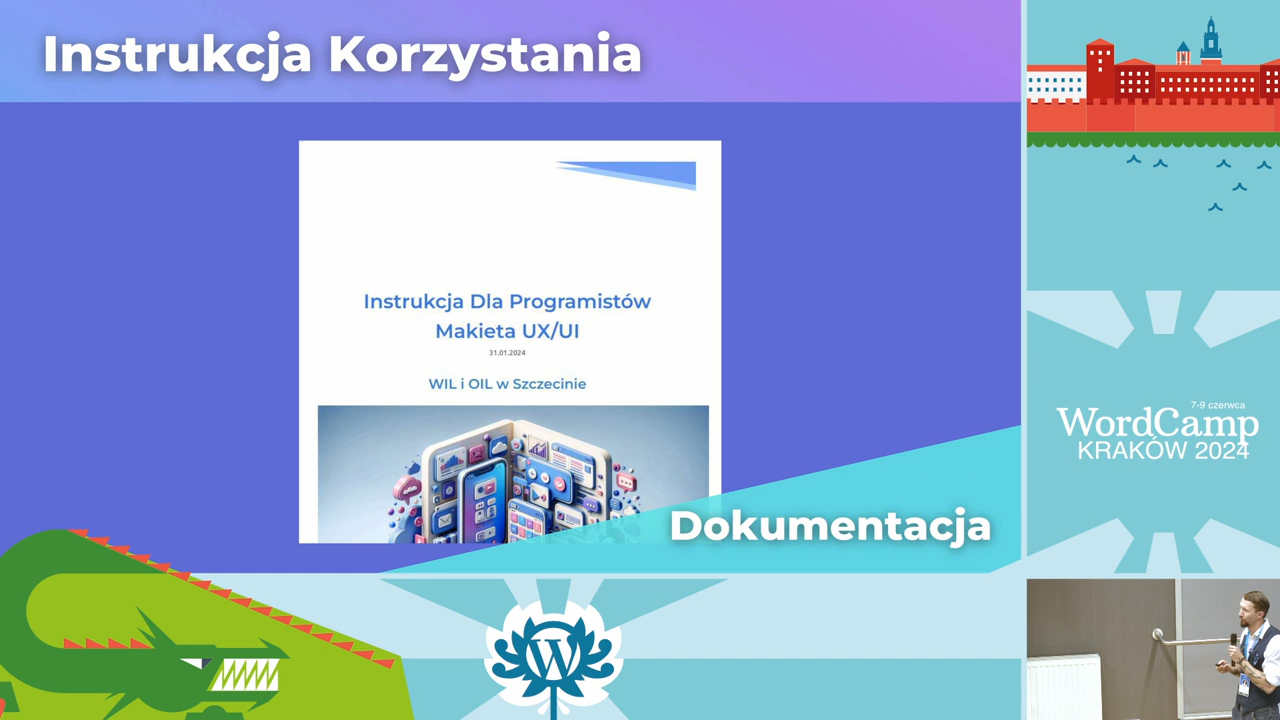 Instrukcja Korzystania
Instrukcja Dla Programistów
Makieta UX/UI
31.01.2024
WIL i OIL w Szczecinie
Dokumentacja
7-9 czerwca
WordCamp
KRAKÓW 2024
W